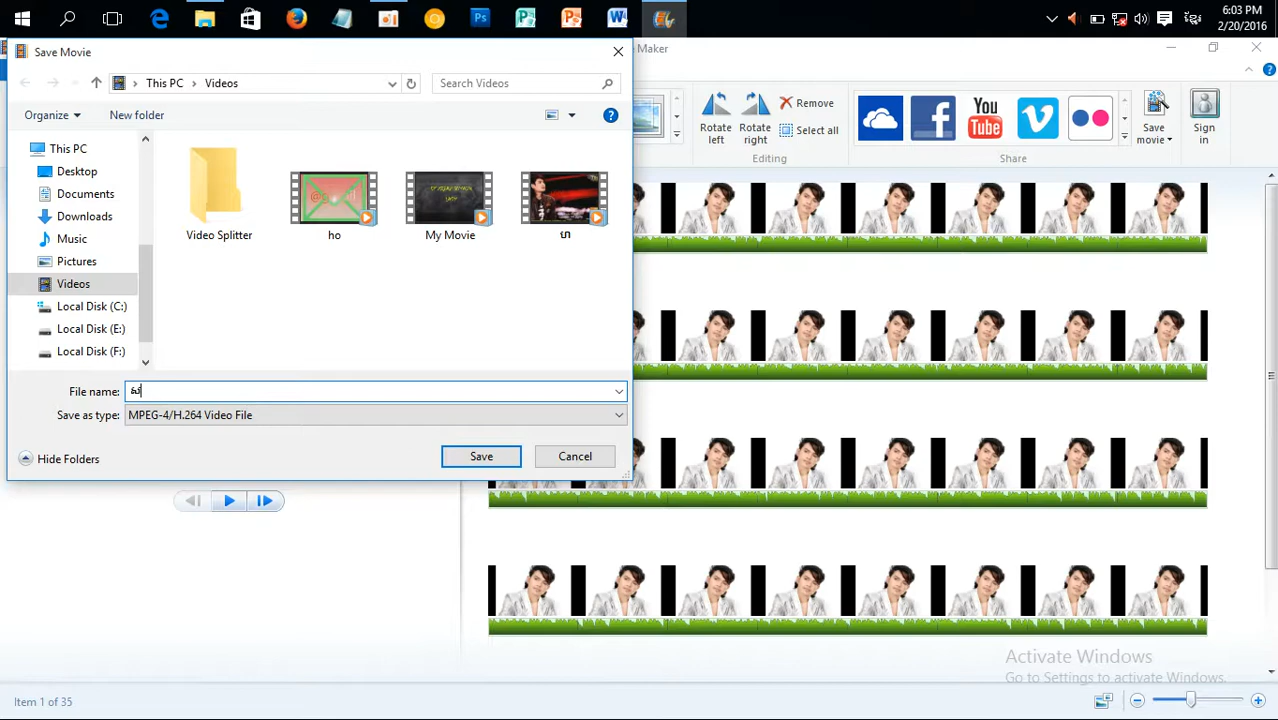 6:03 PM
2/20/2016
Save Movie
Maker
This PC
Videos
Search Videos
Organize
New folder
This PC
Desktop
Documents
Downloads
Music
Pictures
Videos
Local Disk (C:)
Local Disk (E:)
Local Disk (F:)
Video Splitter
ho
My Movie
ហ
File name:
Save as type:
MPEG-4/H.264 Video File
Hide Folders
Save
Cancel
Rotate left
Rotate right
Remove
Select all
Editing
You Tube
Share
Save movie
Sign in
Item 1 of 35
Activate Windows
Go to Settings to activate Windows.